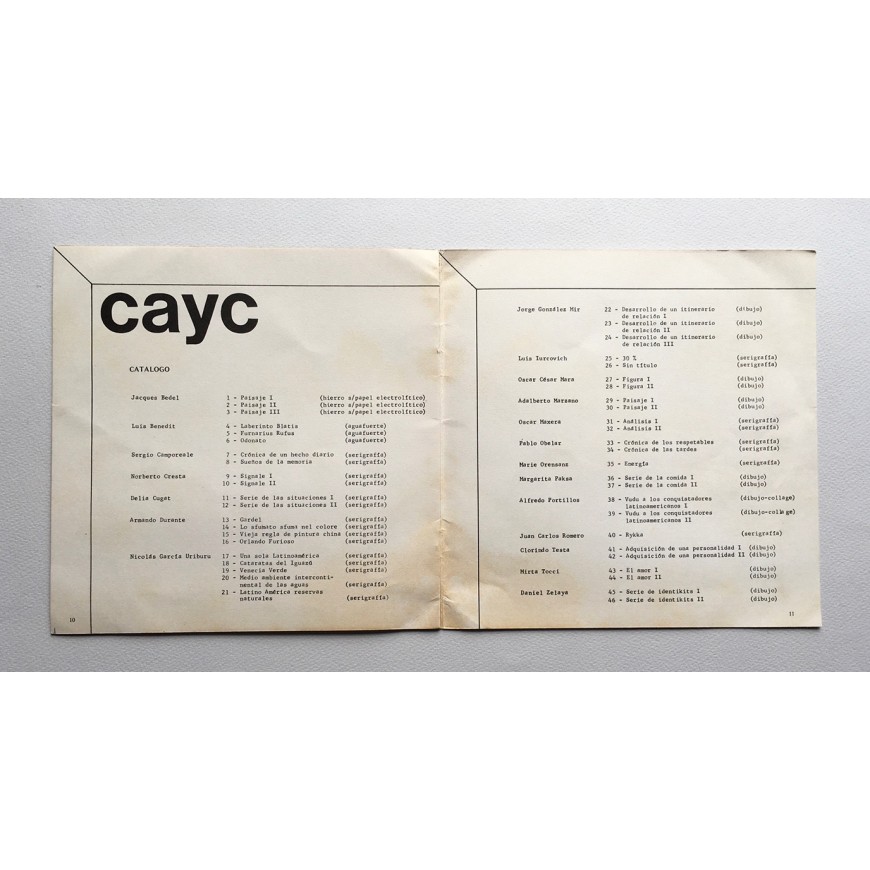 cayc
CATALOGO
Jacques Bedel 1 - Paisaje I (hierro s/papel electrolítico)
2 - Paisaje II (hierro s/papel electrolítico)
3 - Paisaje III (hierro s/papel electrolítico)
Luis Benedit 4 - Laberinto Blatia (aguafuerte)
5 - Furnarius Rufus (aguafuerte)
6 - Odonato (aguafuerte)
Sergio Camporeale 7 - Crónica de un hecho diario (serigrafía)
8 - Sueños de la memoria (serigrafía)
Norberto Cresta 9 - Signale I (serigrafía)
10 - Signale II (serigrafía)
Delia Cugat 11 - Serie de las situaciones I (serigrafía)
12 - Serie de las situaciones II (serigrafía)
Armando Durante 13 - Gardel (serigrafía)
14 - Lo sfumato sfuma nel colore (serigrafía)
15 - Vieja regla de pintura china (serigrafía)
16 - Orlando Furioso (serigrafía)
Nicolás García Uriburu 17 - Una sola Latinoamérica (serigrafía)
18 - Cataratas del Iguazú (serigrafía)
19 - Venecia Verde (serigrafía)
20 - Medio ambiente interconti-
nental de las aguas (serigrafía)
21 - Latino América reservas
naturales (serigrafía)
10
Jorge González Mir 22 - Desarrollo de un itinerario (dibujo)
de relación I
23 - Desarrollo de un itinerario (dibujo)
de relación II
24 - Desarrollo de un itinerario (dibujo)
de relación III
Luis Iurcovich 25 - 30 % (serigrafía)
26 - Sin título (serigrafía)
Oscar César Mara 27 - Figura I (dibujo)
28 - Figura II (dibujo)
Adalberto Marzano 29 - Paisaje I (dibujo)
30 - Paisaje II (dibujo)
Oscar Maxera 31 - Análisis I (serigrafía)
32 - Análisis II (serigrafía)
Pablo Obelar 33 - Crónica de los respetables (serigrafía)
34 - Crónica de las tardes (serigrafía)
Marie Orensanz 35 - Energía (serigrafía)
Margarita Paksa 36 - Serie de la comida I (dibujo)
37 - Serie de la comida II (dibujo)
Alfredo Portillos 38 - Vudu a los conquistadores (dibujo-collage)
latinoamericanos I
39 - Vudu a los conquistadores (dibujo-collage)
latinoamericanos II
Juan Carlos Romero 40 - Rykka (serigrafía)
Clorindo Testa 41 - Adquisición de una personalidad I (dibujo)
42 - Adquisición de una personalidad II (dibujo)
Mirta Tocci 43 - El amor I (dibujo)
44 - El amor II (dibujo)
Daniel Zelaya 45 - Serie de identikits I (dibujo)
46 - Serie de identikits II (dibujo)
11